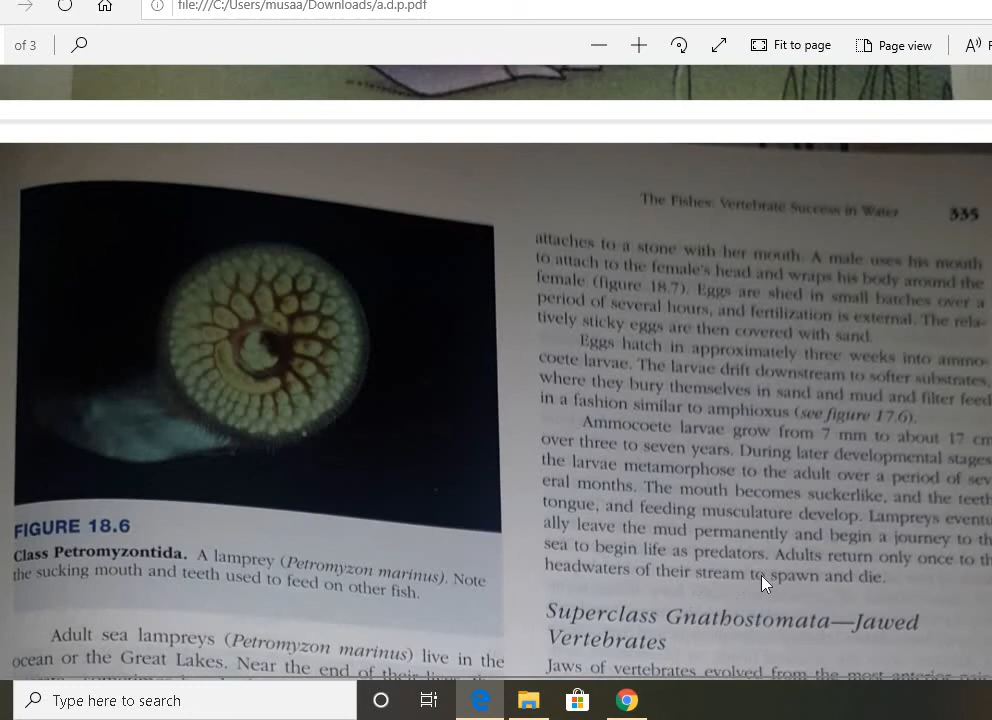 file:///C:/Users/musaa/Downloads/a.d.p.pdf
of 3
Fit to page
Page view
The Fishes: Vertebrate Success in Water
335
attaches to a stone with her mouth. A male uses his mouth
to attach to the female's head and wraps his body around the
female (figure 18.7). Eggs are shed in small batches over a
period of several hours, and fertilization is external. The rela-
tively sticky eggs are then covered with sand.
Eggs hatch in approximately three weeks into ammo-
coete larvae. The larvae drift downstream to softer substrates,
where they bury themselves in sand and mud and filter feed
in a fashion similar to amphioxus (see figure 17.6).
Ammocoete larvae grow from 7 mm to about 17 cm
over three to seven years. During later developmental stages
the larvae metamorphose to the adult over a period of sev
eral months. The mouth becomes suckerlike, and the teeth
tongue, and feeding musculature develop. Lampreys eventu
ally leave the mud permanently and begin a journey to th
sea to begin life as predators. Adults return only once to th
headwaters of their stream to spawn and die.
Superclass Gnathostomata—Jawed
Vertebrates
Jaws of vertebrates evolved from the most anterior
FIGURE 18.6
Class Petromyzontida. A lamprey (Petromyzon marinus). Note
the sucking mouth and teeth used to feed on other fish.
Adult sea lampreys (Petromyzon marinus) live in the
ocean or the Great Lakes. Near the end of their
Type here to search